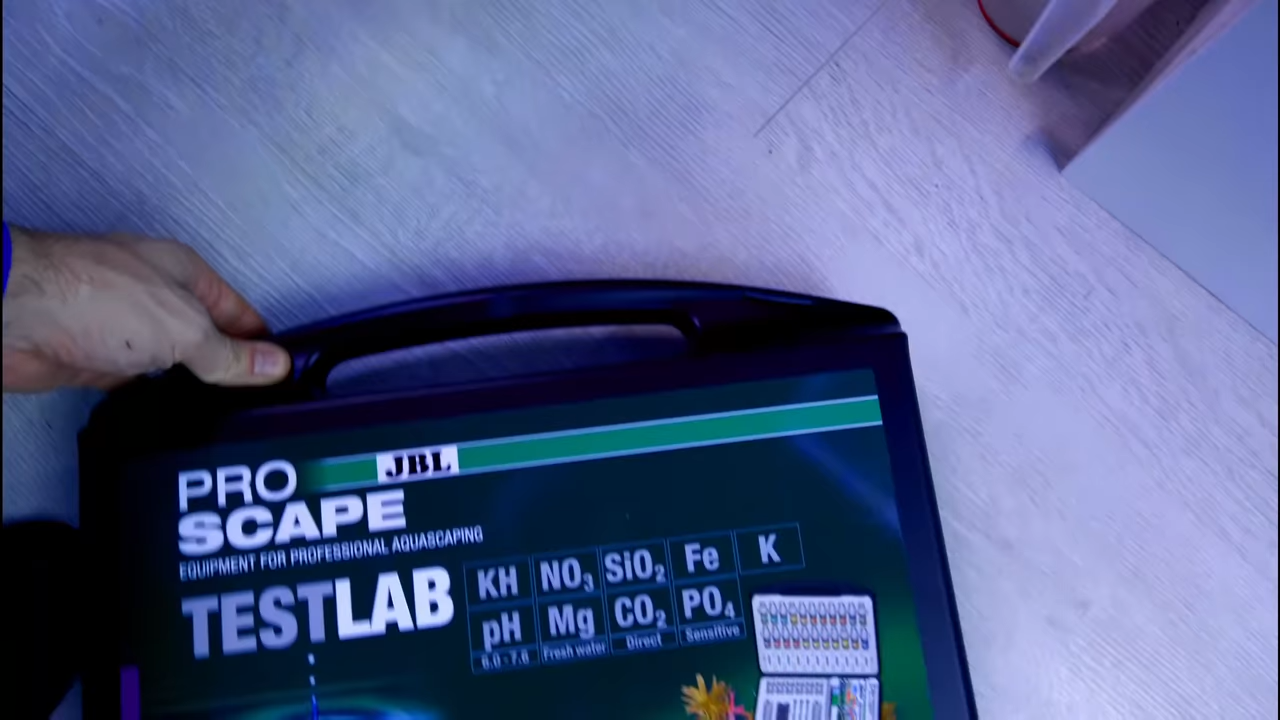 JBL
PRO
SCAPE
EQUIPMENT FOR PROFESSIONAL AQUASCAPING
TESTLAB
KH NO₃ SiO₂ Fe K
pH Mg CO₂ PO₄
6.0 - 7.6 Fresh water Direct Sensitive